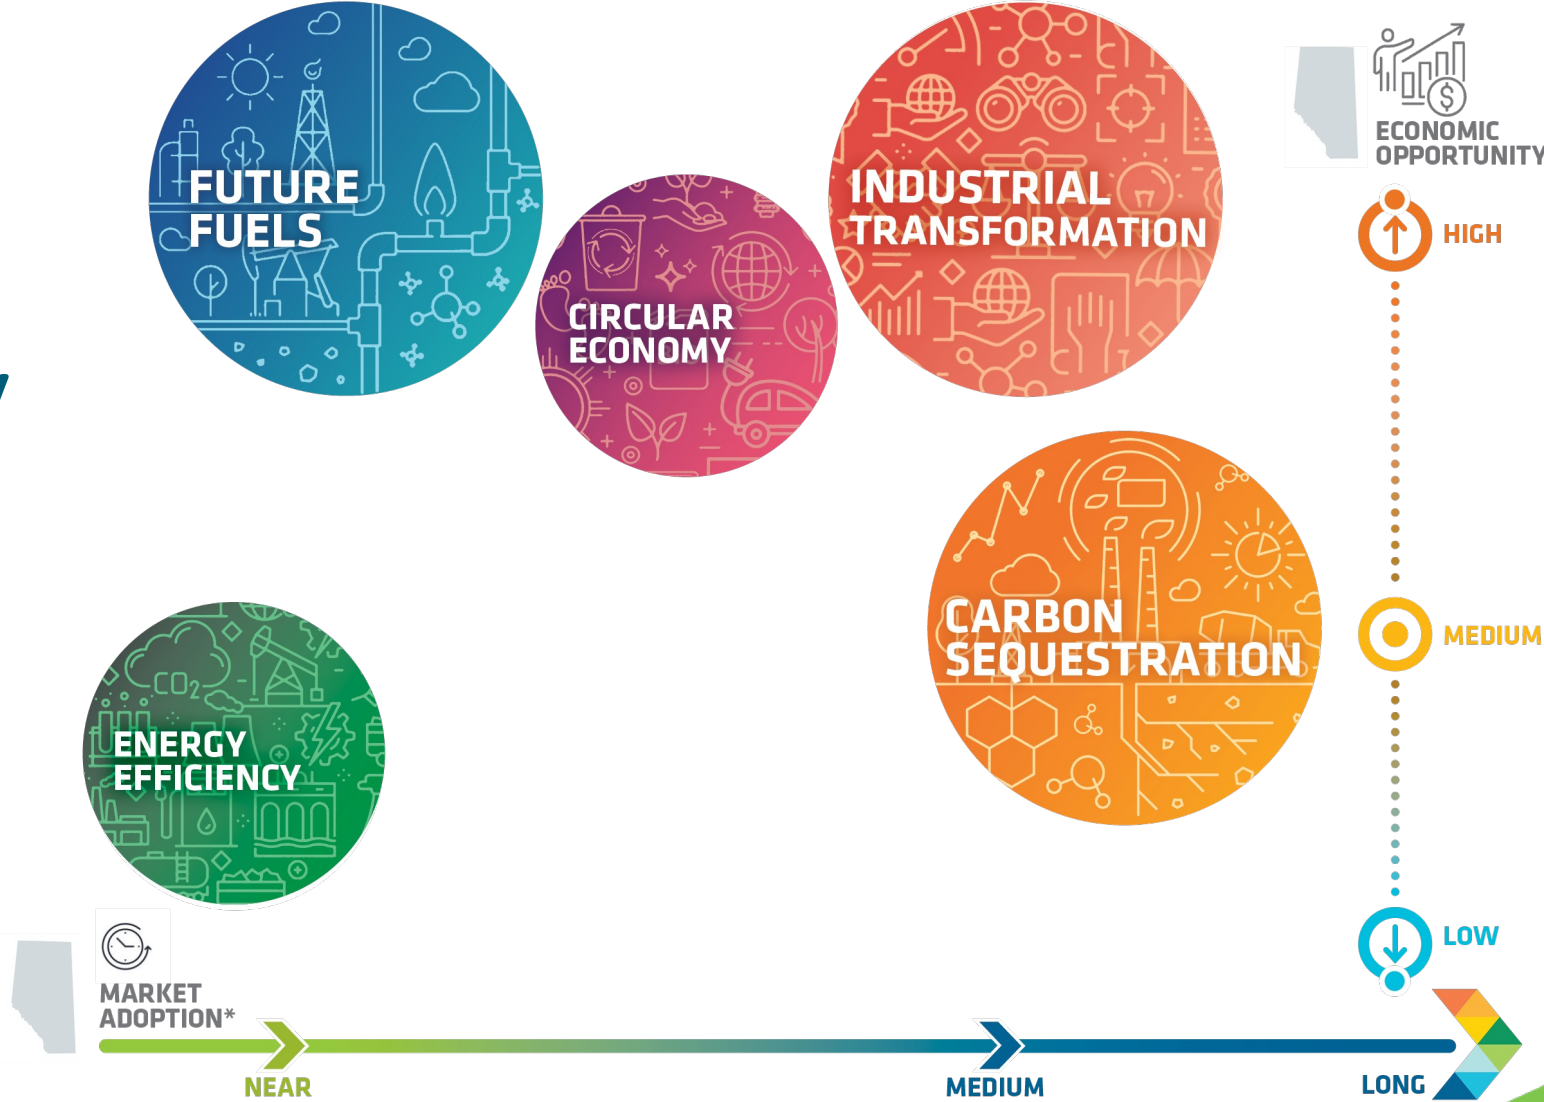 FUTURE
FUELS
CIRCULAR
ECONOMY
INDUSTRIAL
TRANSFORMATION
ECONOMIC
OPPORTUNITY
HIGH
CARBON
SEQUESTRATION
MEDIUM
CO2
ENERGY
EFFICIENCY
LOW
MARKET
ADOPTION*
NEAR
MEDIUM
LONG
$